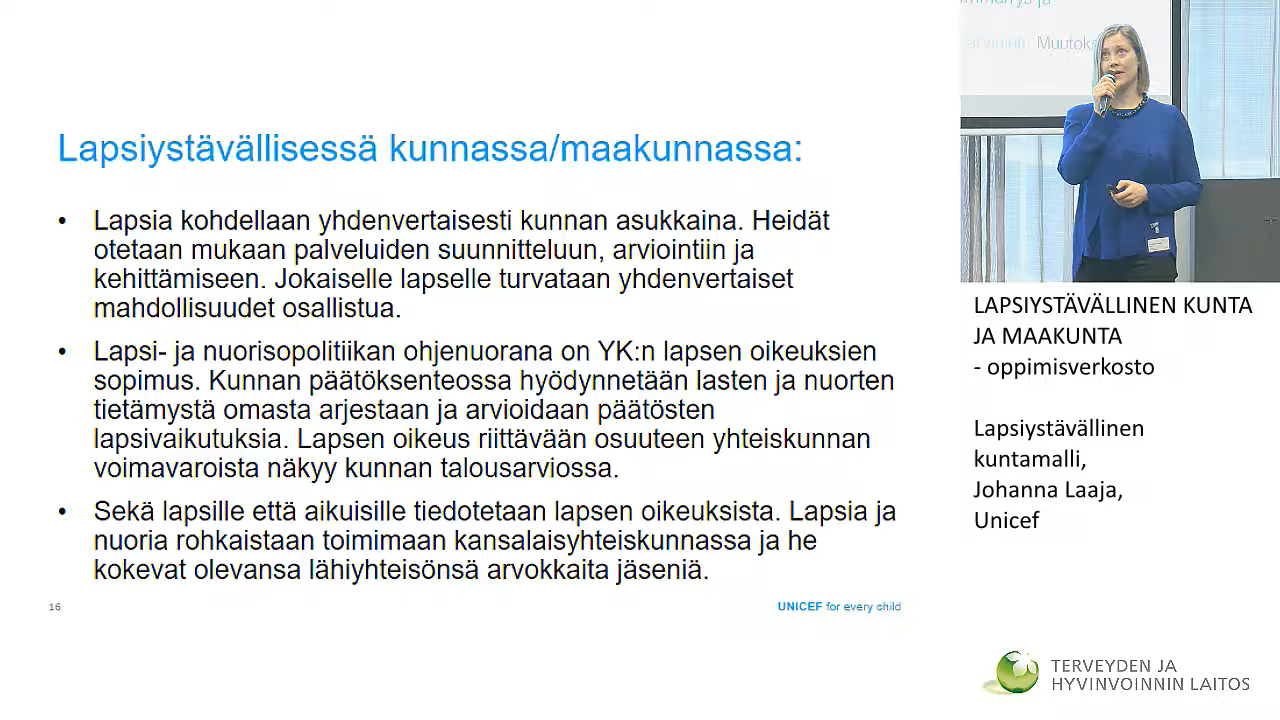 Lapsiystävällisessä kunnassa/maakunnassa:
• Lapsia kohdellaan yhdenvertaisesti kunnan asukkaina. Heidät
otetaan mukaan palveluiden suunnitteluun, arviointiin ja
kehittämiseen. Jokaiselle lapselle turvataan yhdenvertaiset
mahdollisuudet osallistua.
• Lapsi- ja nuorisopolitiikan ohjenuorana on YK:n lapsen oikeuksien
sopimus. Kunnan päätöksenteossa hyödynnetään lasten ja nuorten
tietämystä omasta arjestaan ja arvioidaan päätösten
lapsivaikutuksia. Lapsen oikeus riittävään osuuteen yhteiskunnan
voimavaroista näkyy kunnan talousarviossa.
• Sekä lapsille että aikuisille tiedotetaan lapsen oikeuksista. Lapsia ja
nuoria rohkaistaan toimimaan kansalaisyhteiskunnassa ja he
kokevat olevansa lähiyhteisönsä arvokkaita jäseniä.
16
UNICEF for every child
LAPSIYSTÄVÄLLINEN KUNTA
JA MAAKUNTA
- oppimisverkosto
Lapsiystävällinen
kuntamalli,
Johanna Laaja,
Unicef
TERVEYDEN JA
HYVINVOINNIN LAITOS